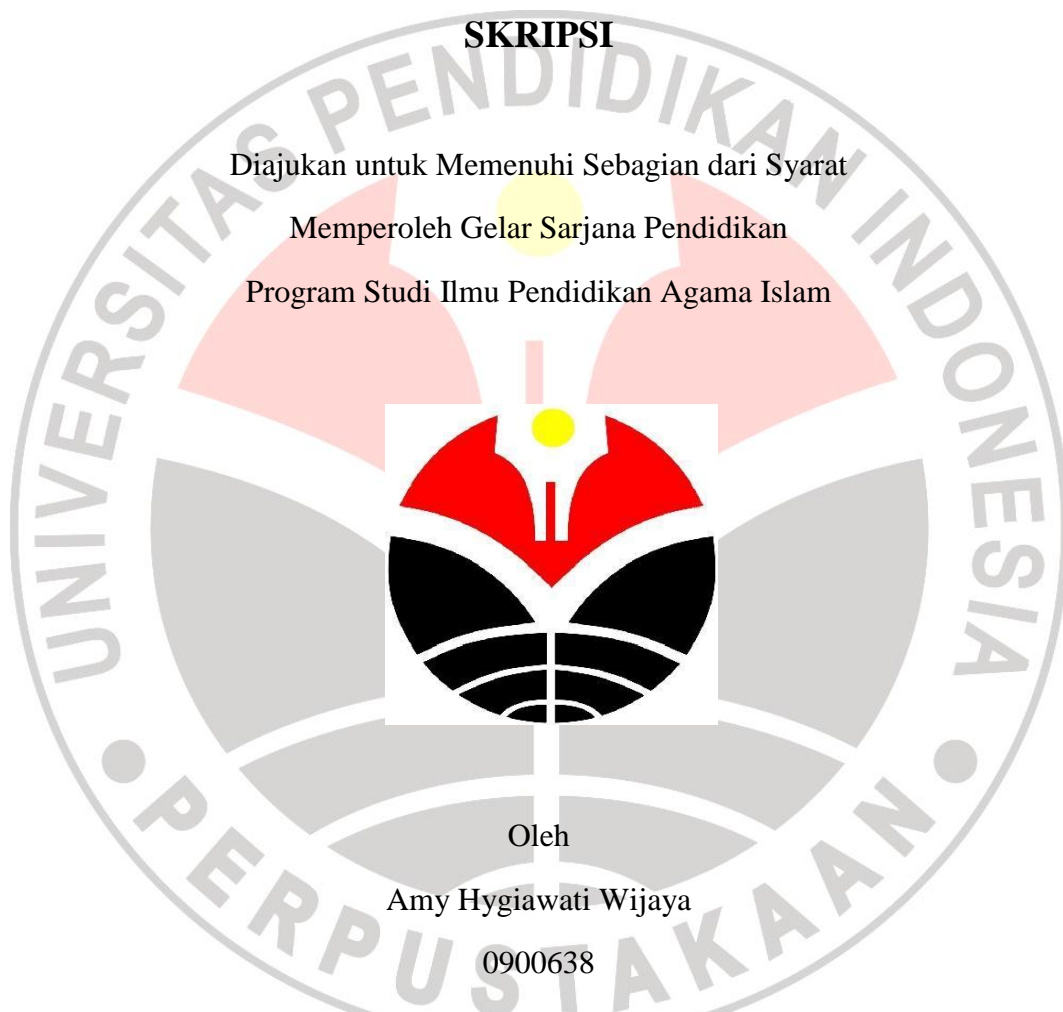 SKRIPSI
Diajukan untuk Memenuhi Sebagian dari Syarat
Memperoleh Gelar Sarjana Pendidikan
Program Studi Ilmu Pendidikan Agama Islam
Oleh
Amy Hygiawati Wijaya
0900638
UNIVERSITAS PENDIDIKAN INDONESIA
PERPUSTAKAAN